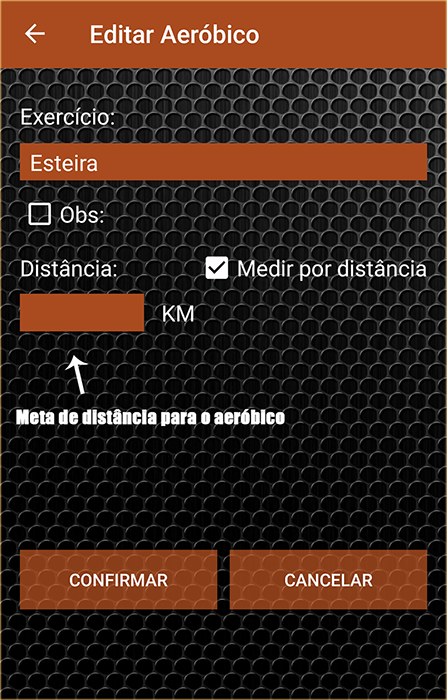 Editar Aeróbico
Exercício:
Esteira
Obs:
Distância: Medir por distância
KM
Meta de distância para o aeróbico
CONFIRMAR CANCELAR